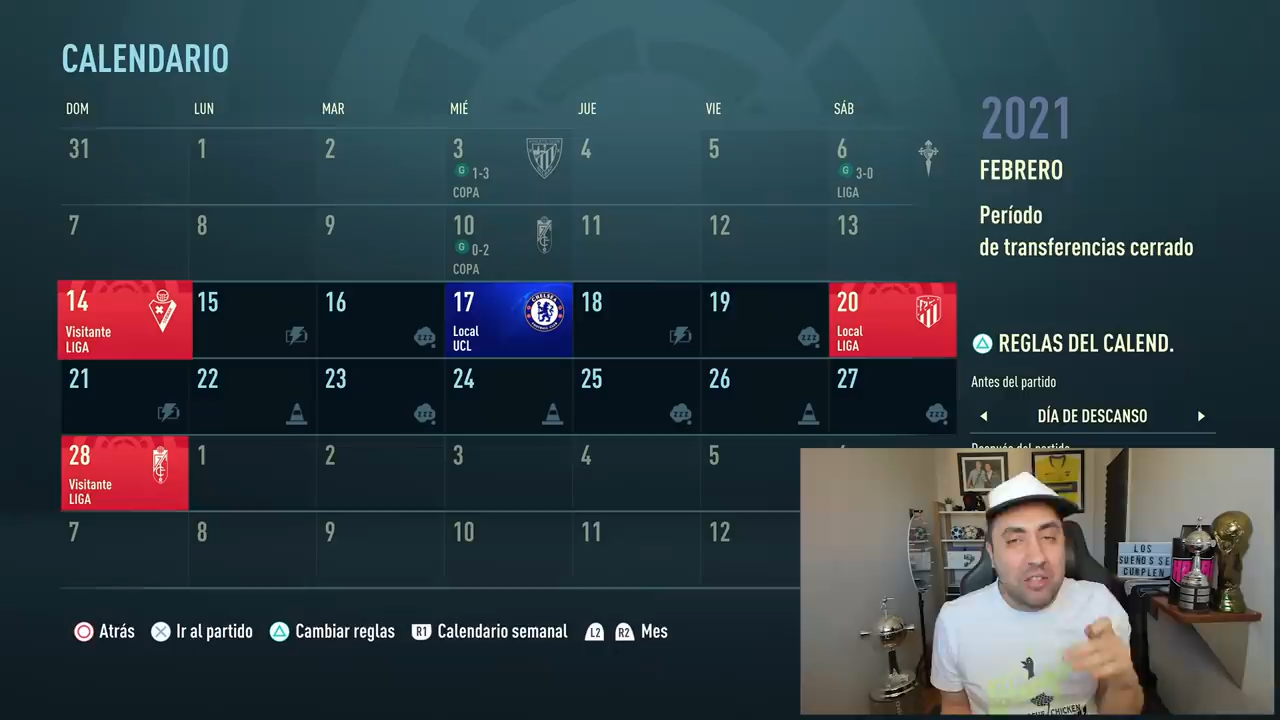 CALENDARIO
DOM LUN MAR MIÉ JUE VIE SÁB
31 1 2 3 4 5 6
G 1-3 G 3-0
COPA LIGA
7 8 9 10 11 12 13
G 0-2
COPA
14 15 16 17 18 19 20
Visitante Local Local
LIGA UCL LIGA
21 22 23 24 25 26 27
28 1 2 3 4 5
Visitante
LIGA
7 8 9 10 11 12
2021
FEBRERO
Período
de transferencias cerrado
REGLAS DEL CALEND.
Antes del partido
DÍA DE DESCANSO
Después del partido
Atrás Ir al partido Cambiar reglas R1 Calendario semanal L2 R2 Mes
CHELSEA
LOS
SUEÑOS SE
CUMPLEN
CHICKEN